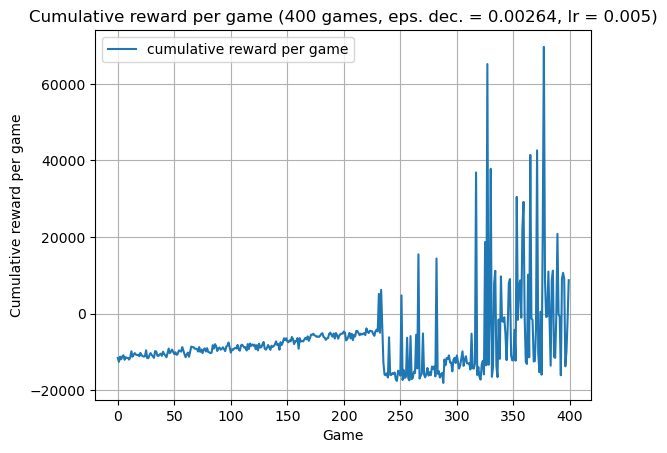 Cumulative reward per game (400 games, eps. dec. = 0.00264, lr = 0.005)
cumulative reward per game
60000
40000
20000
0
−20000
Cumulative reward per game
0 50 100 150 200 250 300 350 400
Game